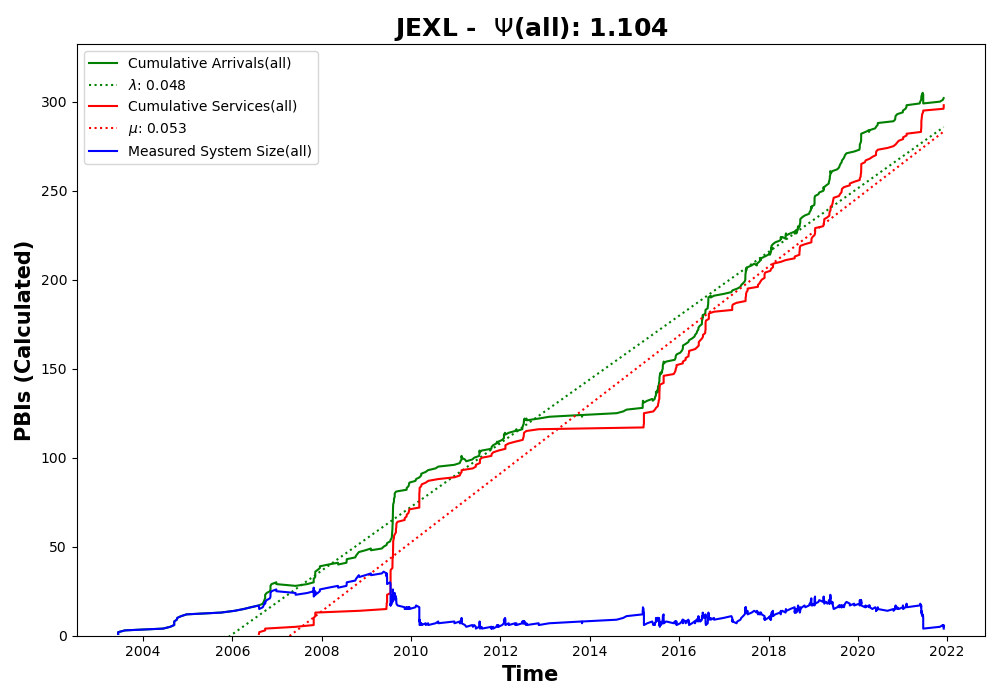 JEXL - Ψ(all): 1.104
Cumulative Arrivals(all)
λ: 0.048
Cumulative Services(all)
μ: 0.053
Measured System Size(all)
PBIs (Calculated)
300
250
200
150
100
50
0
2004 2006 2008 2010 2012 2014 2016 2018 2020 2022
Time